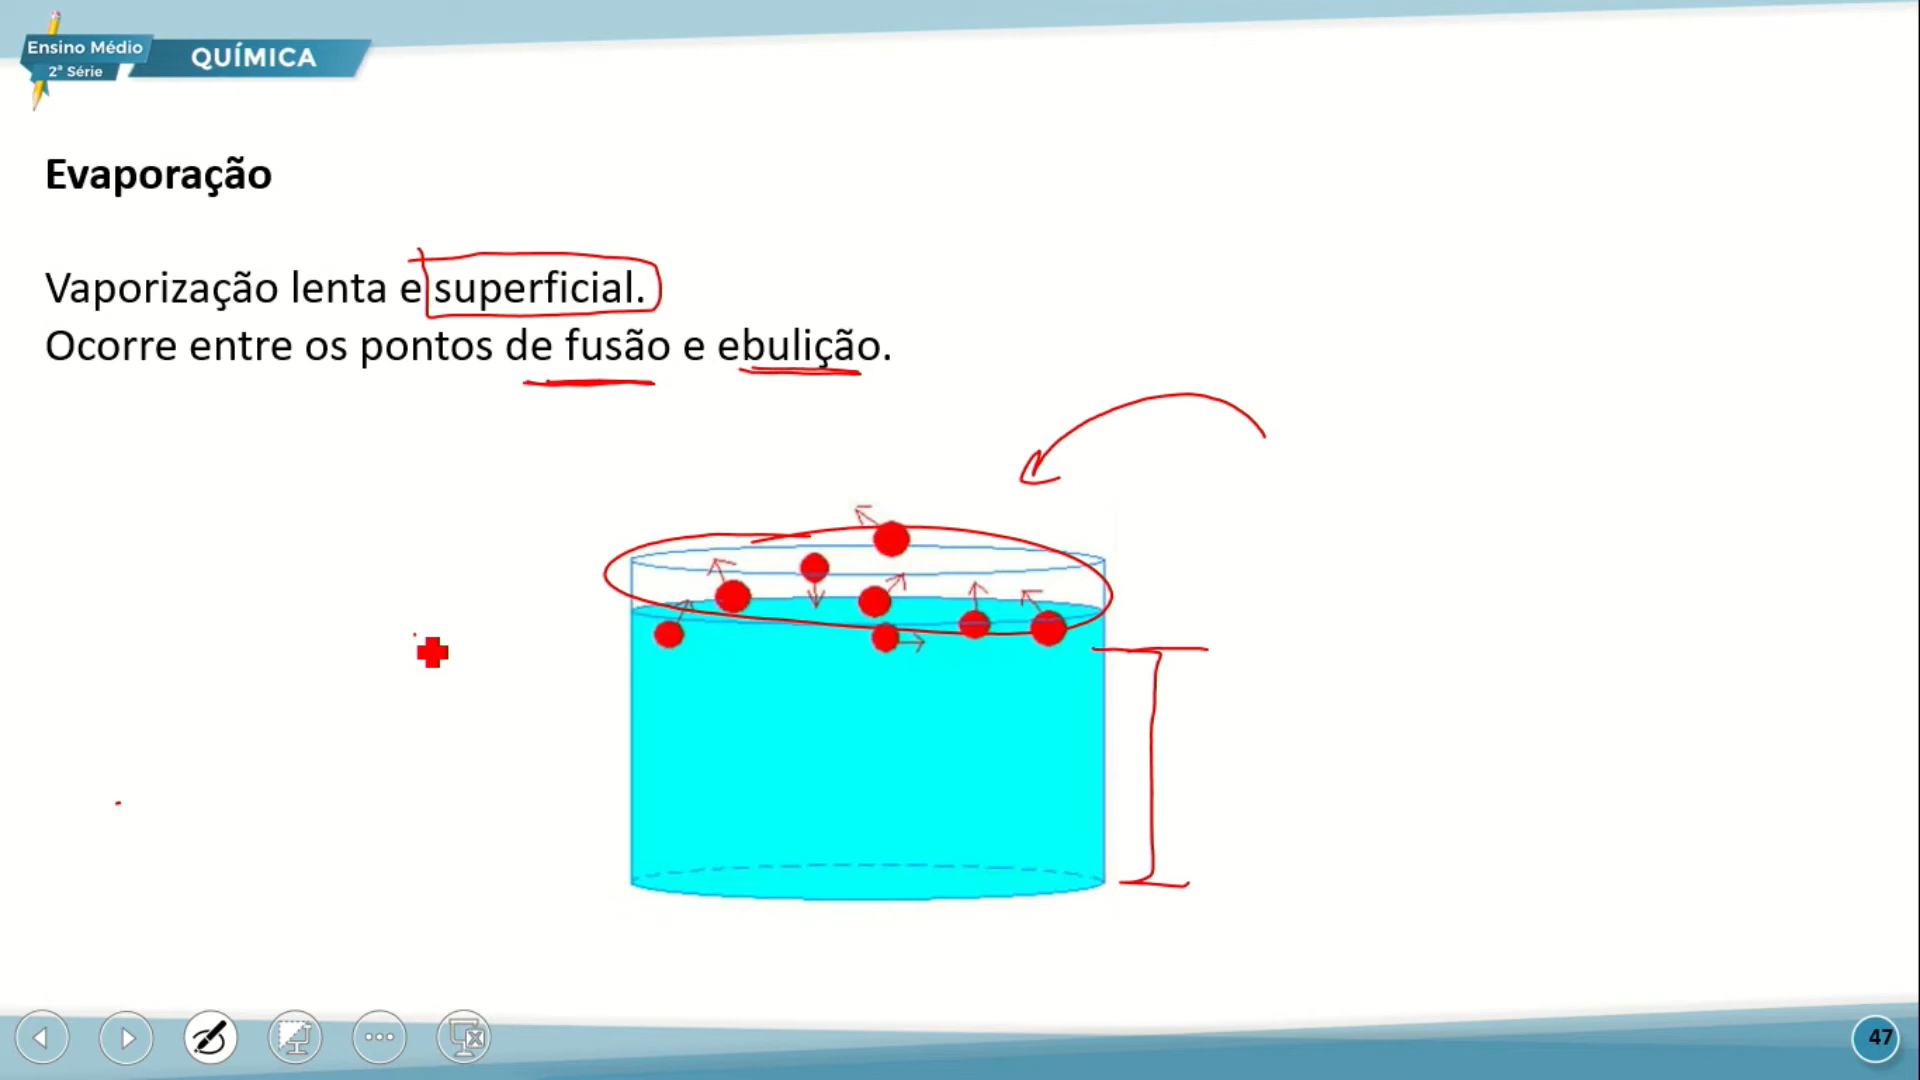 Ensino Médio
2ª Série
QUÍMICA
Evaporação
Vaporização lenta e superficial.
Ocorre entre os pontos de fusão e ebulição.
47